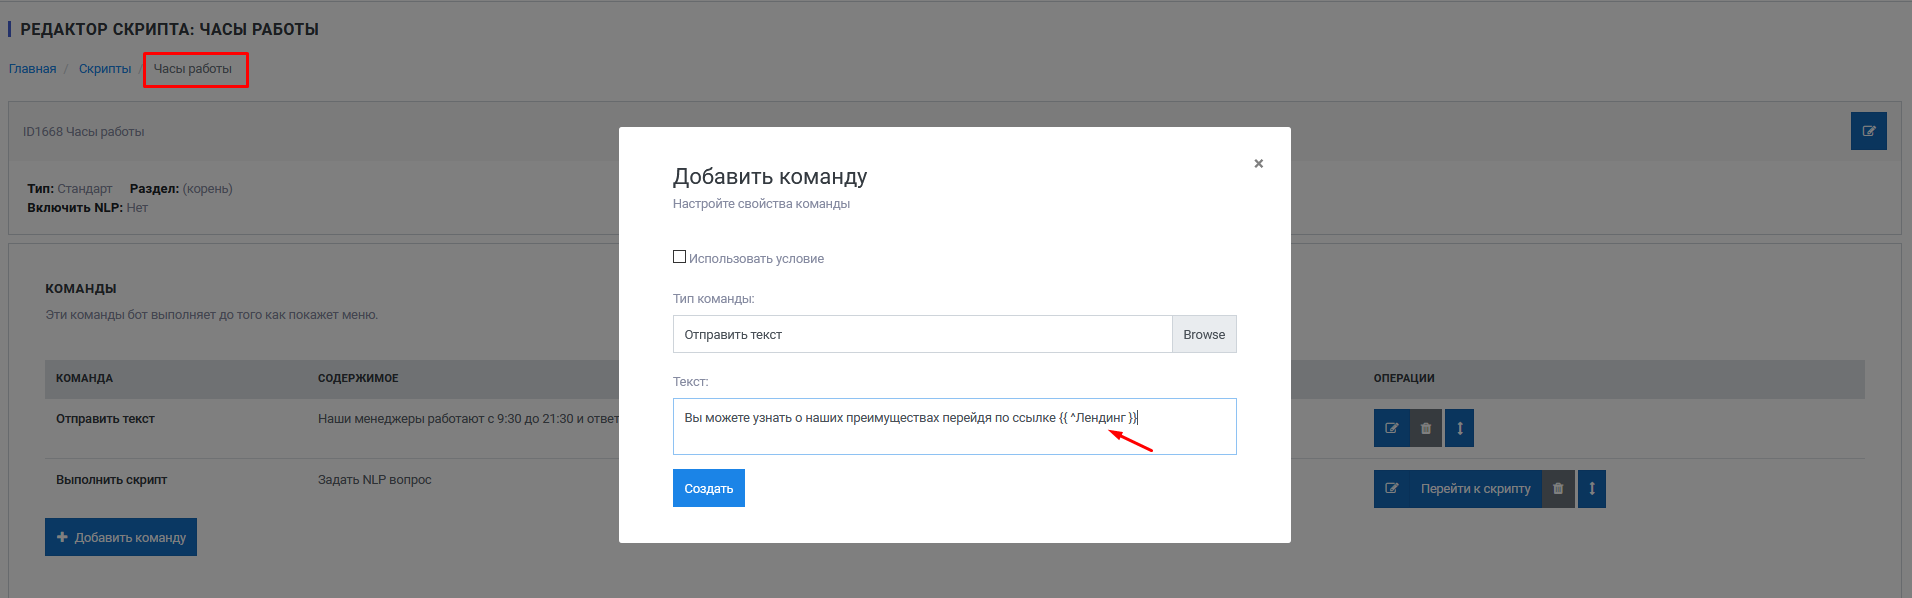 РЕДАКТОР СКРИПТА: ЧАСЫ РАБОТЫ
Главная / Скрипты / Часы работы
ID1668 Часы работы
Тип: Стандарт Раздел: (корень)
Включить NLP: Нет
КОМАНДЫ
Эти команды бот выполняет до того как покажет меню.
КОМАНДА СОДЕРЖИМОЕ ОПЕРАЦИИ
Отправить текст Наши менеджеры работают с 9:30 до 21:30 и ответ
Выполнить скрипт Задать NLP вопрос Перейти к скрипту
+ Добавить команду
×
Добавить команду
Настройте свойства команды
Использовать условие
Тип команды:
Отправить текст Browse
Текст:
Вы можете узнать о наших преимуществах перейдя по ссылке {{ ^Лендинг }}
Создать